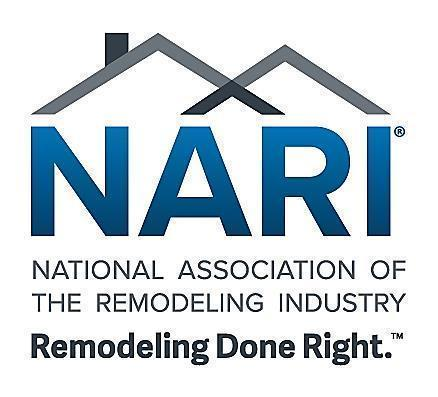 NARI®
NATIONAL ASSOCIATION OF
THE REMODELING INDUSTRY
Remodeling Done Right.™